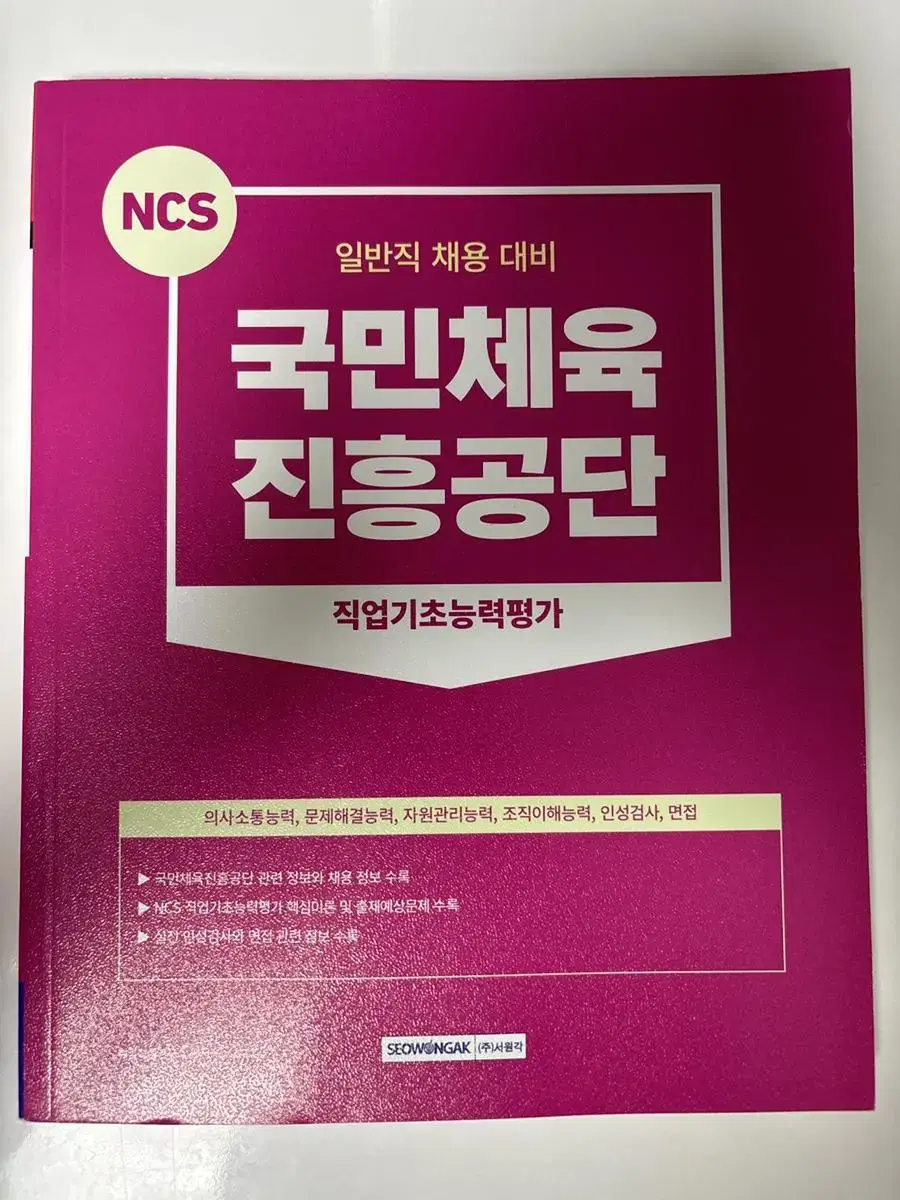 NCS
일반직 채용 대비
국민체육
진흥공단
직업기초능력평가
의사소통능력, 문제해결능력, 자원관리능력, 조직이해능력, 인성검사, 면접
▶ 국민체육진흥공단 관련 정보와 채용 정보 수록
▶ NCS 직업기초능력평가 핵심이론 및 출제예상문제 수록
▶ 실전 인성검사와 면접 관련 정보 수록
SEOWONGAK (주)서원각